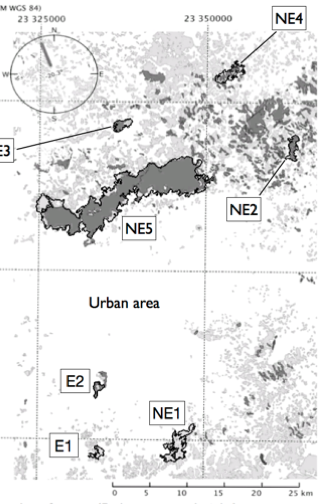 M WGS 84)
23 325000
23 350000
N
W
E
NE4
E3
NE2
NE5
Urban area
E2
NE1
E1
0 5 10 15 20 25 km